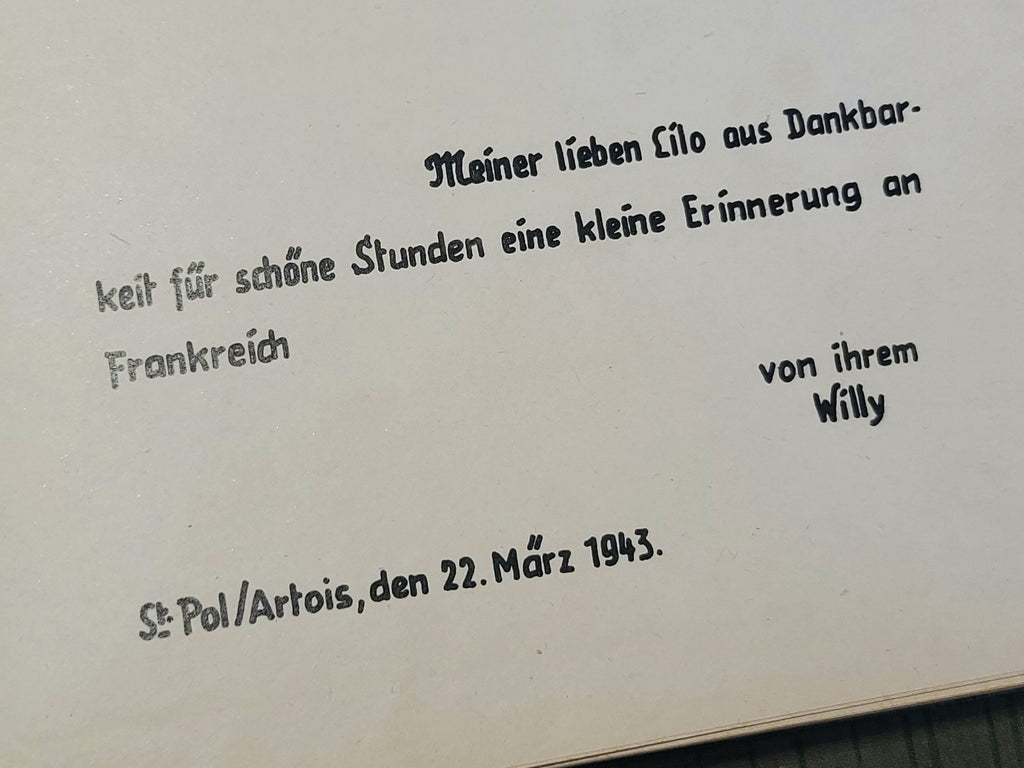 Meiner lieben Lilo aus Dankbar-
keit für schöne Stunden eine kleine Erinnerung an
Frankreich
von ihrem
Willy
St. Pol/Artois, den 22. März 1943.